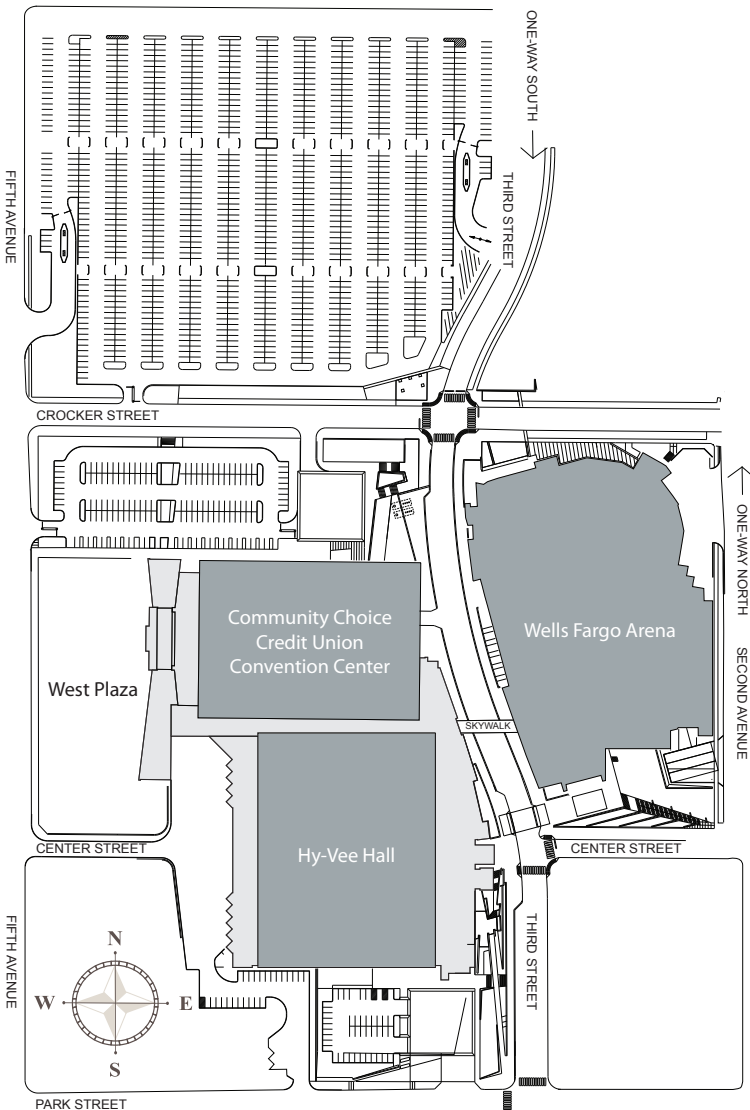 ONE-WAY SOUTH
THIRD STREET
FIFTH AVENUE
CROCKER STREET
ONE-WAY NORTH
SECOND AVENUE
Community Choice
Credit Union
Convention Center
Wells Fargo Arena
West Plaza
SKYWALK
Hy-Vee Hall
CENTER STREET
CENTER STREET
FIFTH AVENUE
THIRD STREET
N
W
E
S
PARK STREET